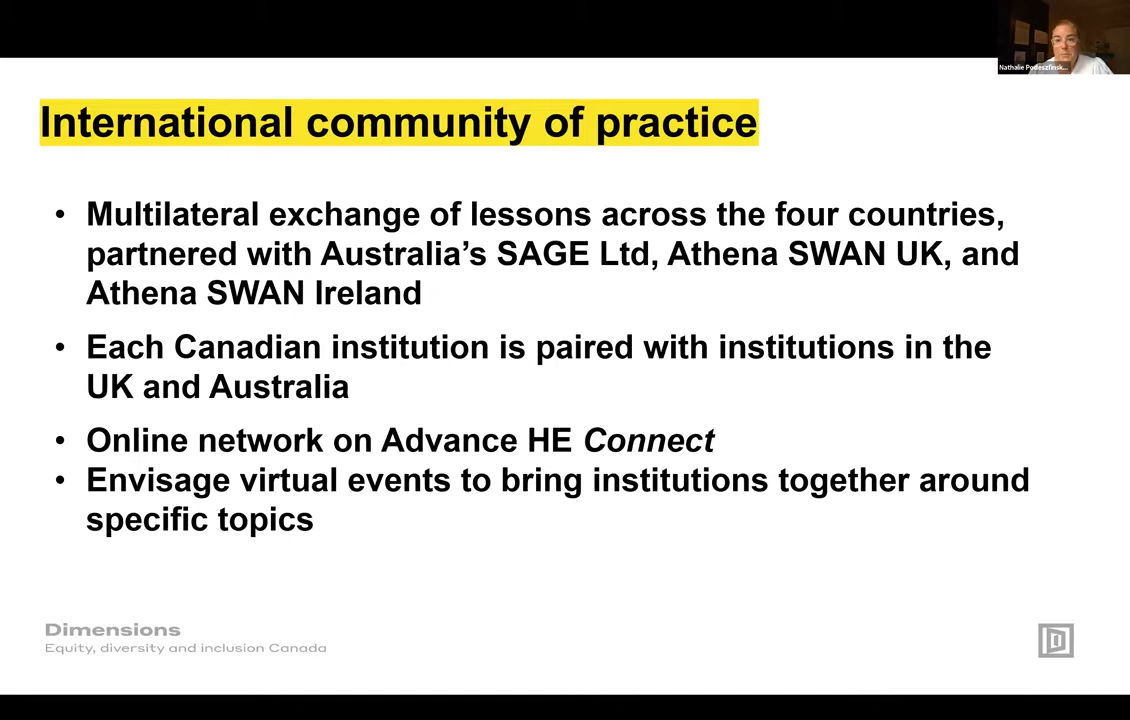 Nathalie Podeszfinsk...
International community of practice
• Multilateral exchange of lessons across the four countries,
partnered with Australia’s SAGE Ltd, Athena SWAN UK, and
Athena SWAN Ireland
• Each Canadian institution is paired with institutions in the
UK and Australia
• Online network on Advance HE Connect
• Envisage virtual events to bring institutions together around
specific topics
Dimensions
Equity, diversity and inclusion Canada
D